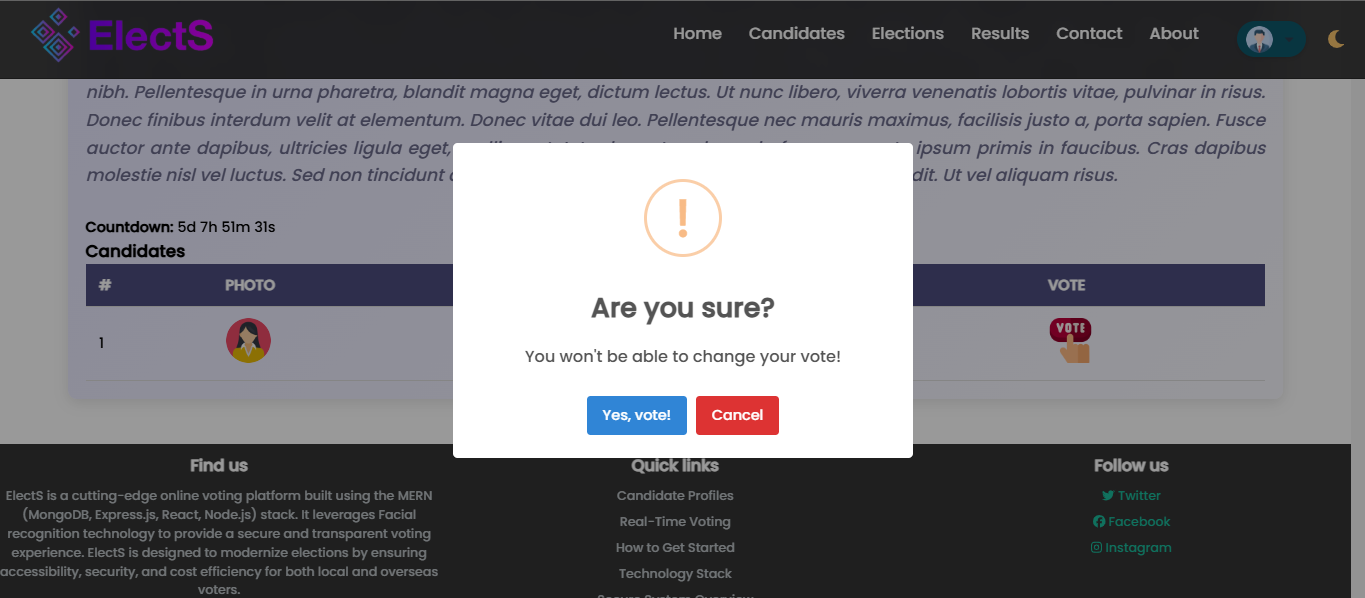 ElectS
Home Candidates Elections Results Contact About
nibh. Pellentesque in urna pharetra, blandit magna eget, dictum lectus. Ut nunc libero, viverra venenatis lobortis vitae, pulvinar in risus.
Donec finibus interdum velit at elementum. Donec vitae dui leo. Pellentesque nec mauris maximus, facilisis justo a, porta sapien. Fusce
auctor ante dapibus, ultricies ligula eget, ipsum primis in faucibus. Cras dapibus
molestie nisl vel luctus. Sed non tincidunt dit. Ut vel aliquam risus.
Countdown: 5d 7h 51m 31s
Candidates
# PHOTO VOTE
1 VOTE
!
Are you sure?
You won't be able to change your vote!
Yes, vote! Cancel
Find us
ElectS is a cutting-edge online voting platform built using the MERN
(MongoDB, Express.js, React, Node.js) stack. It leverages Facial
recognition technology to provide a secure and transparent voting
experience. ElectS is designed to modernize elections by ensuring
accessibility, security, and cost efficiency for both local and overseas
voters.
Quick links
Candidate Profiles
Real-Time Voting
How to Get Started
Technology Stack
Secure System Overview
Follow us
Twitter
Facebook
Instagram